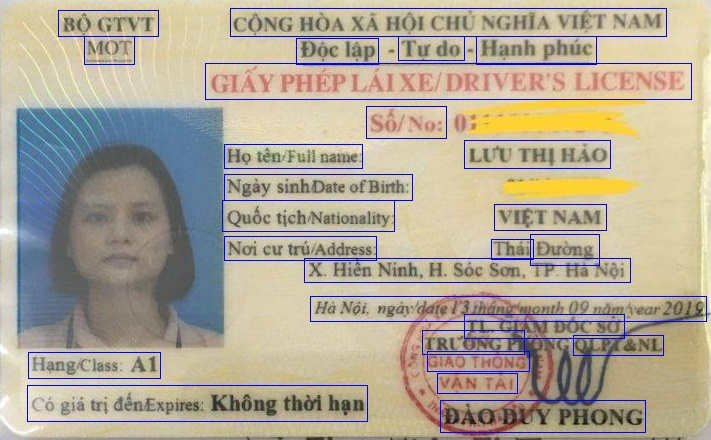 BỘ GTVT
MOT
CỘNG HÒA XÃ HỘI CHỦ NGHĨA VIỆT NAM
Độc lập - Tự do - Hạnh phúc
GIẤY PHÉP LÁI XE/DRIVER'S LICENSE
Số/No: 01
Họ tên/Full name: LƯU THỊ HẢO
Ngày sinh/Date of Birth:
Quốc tịch/Nationality: VIỆT NAM
Nơi cư trú/Address: Thái Đường
X. Hiền Ninh, H. Sóc Sơn, TP. Hà Nội
Hà Nội, ngày/date 13 tháng/month 09 năm/year 2019
TL. GIÁM ĐỐC SỞ
TRƯỞNG PHÒNG QLPT&NL
GIAO THÔNG
VẬN TẢI
Hạng/Class: A1
Có giá trị đến/Expires: Không thời hạn
ĐÀO DUY PHONG